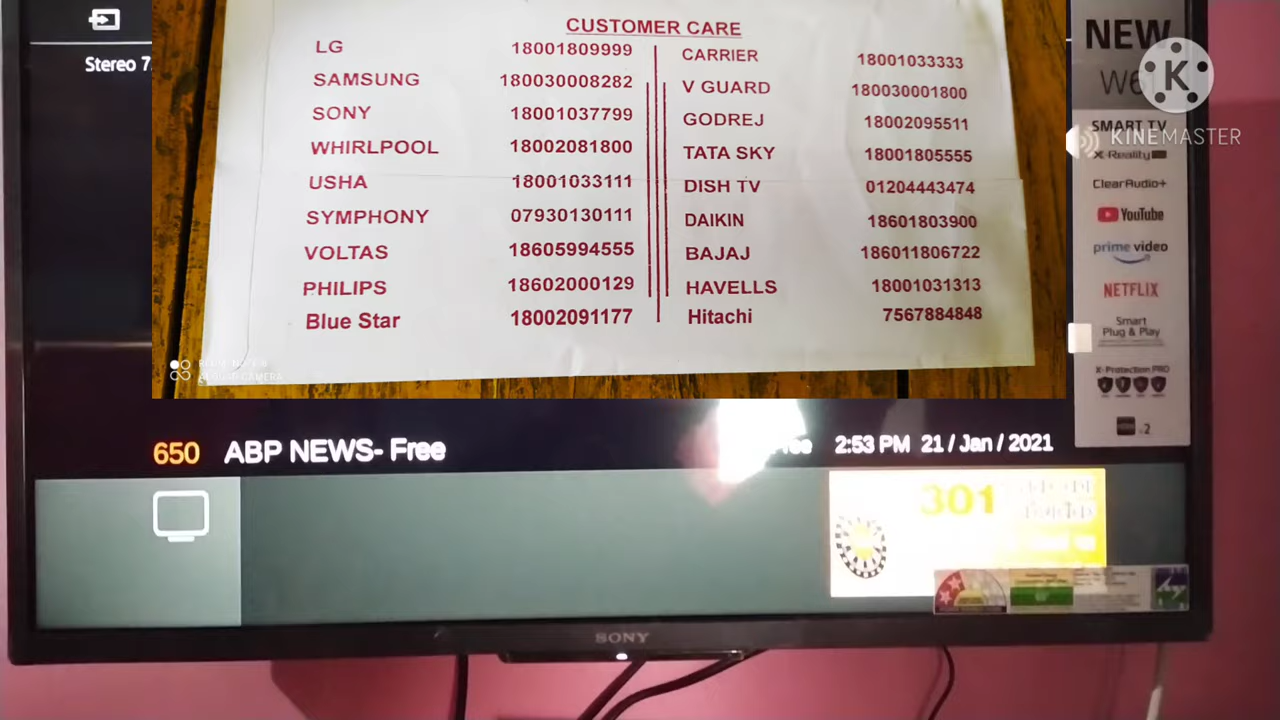 Stereo 7.
CUSTOMER CARE
LG 18001809999
SAMSUNG 180030008282
SONY 18001037799
WHIRLPOOL 18002081800
USHA 18001033111
SYMPHONY 07930130111
VOLTAS 18605994555
PHILIPS 18602000129
Blue Star 18002091177
CARRIER 18001033333
V GUARD 180030001800
GODREJ 18002095511
TATA SKY 18001805555
DISH TV 01204443474
DAIKIN 18601803900
BAJAJ 186011806722
HAVELLS 18001031313
Hitachi 7567884848
NEW
W6
K
KINEMASTER
SMART TV
X-Reality
ClearAudio+
YouTube
prime video
NETFLIX
Smart
Plug & Play
X-Protection PRO
x2
650 ABP NEWS- Free 2:53 PM 21 / Jan / 2021
301
SONY